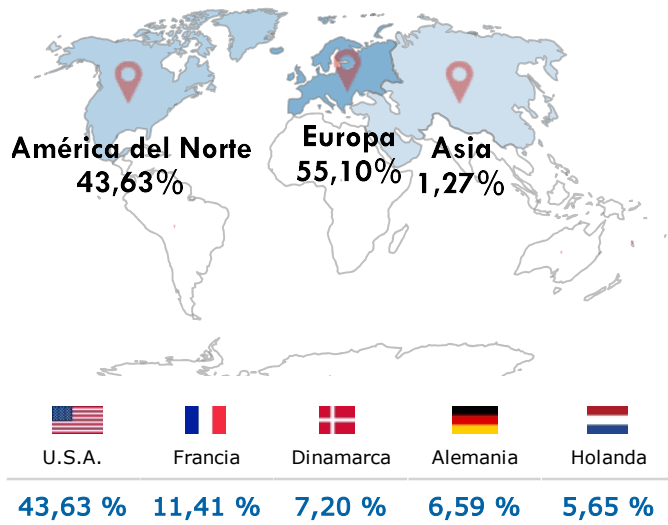 América del Norte
43,63%
Europa
55,10%
Asia
1,27%
U.S.A. Francia Dinamarca Alemania Holanda
43,63 % 11,41 % 7,20 % 6,59 % 5,65 %